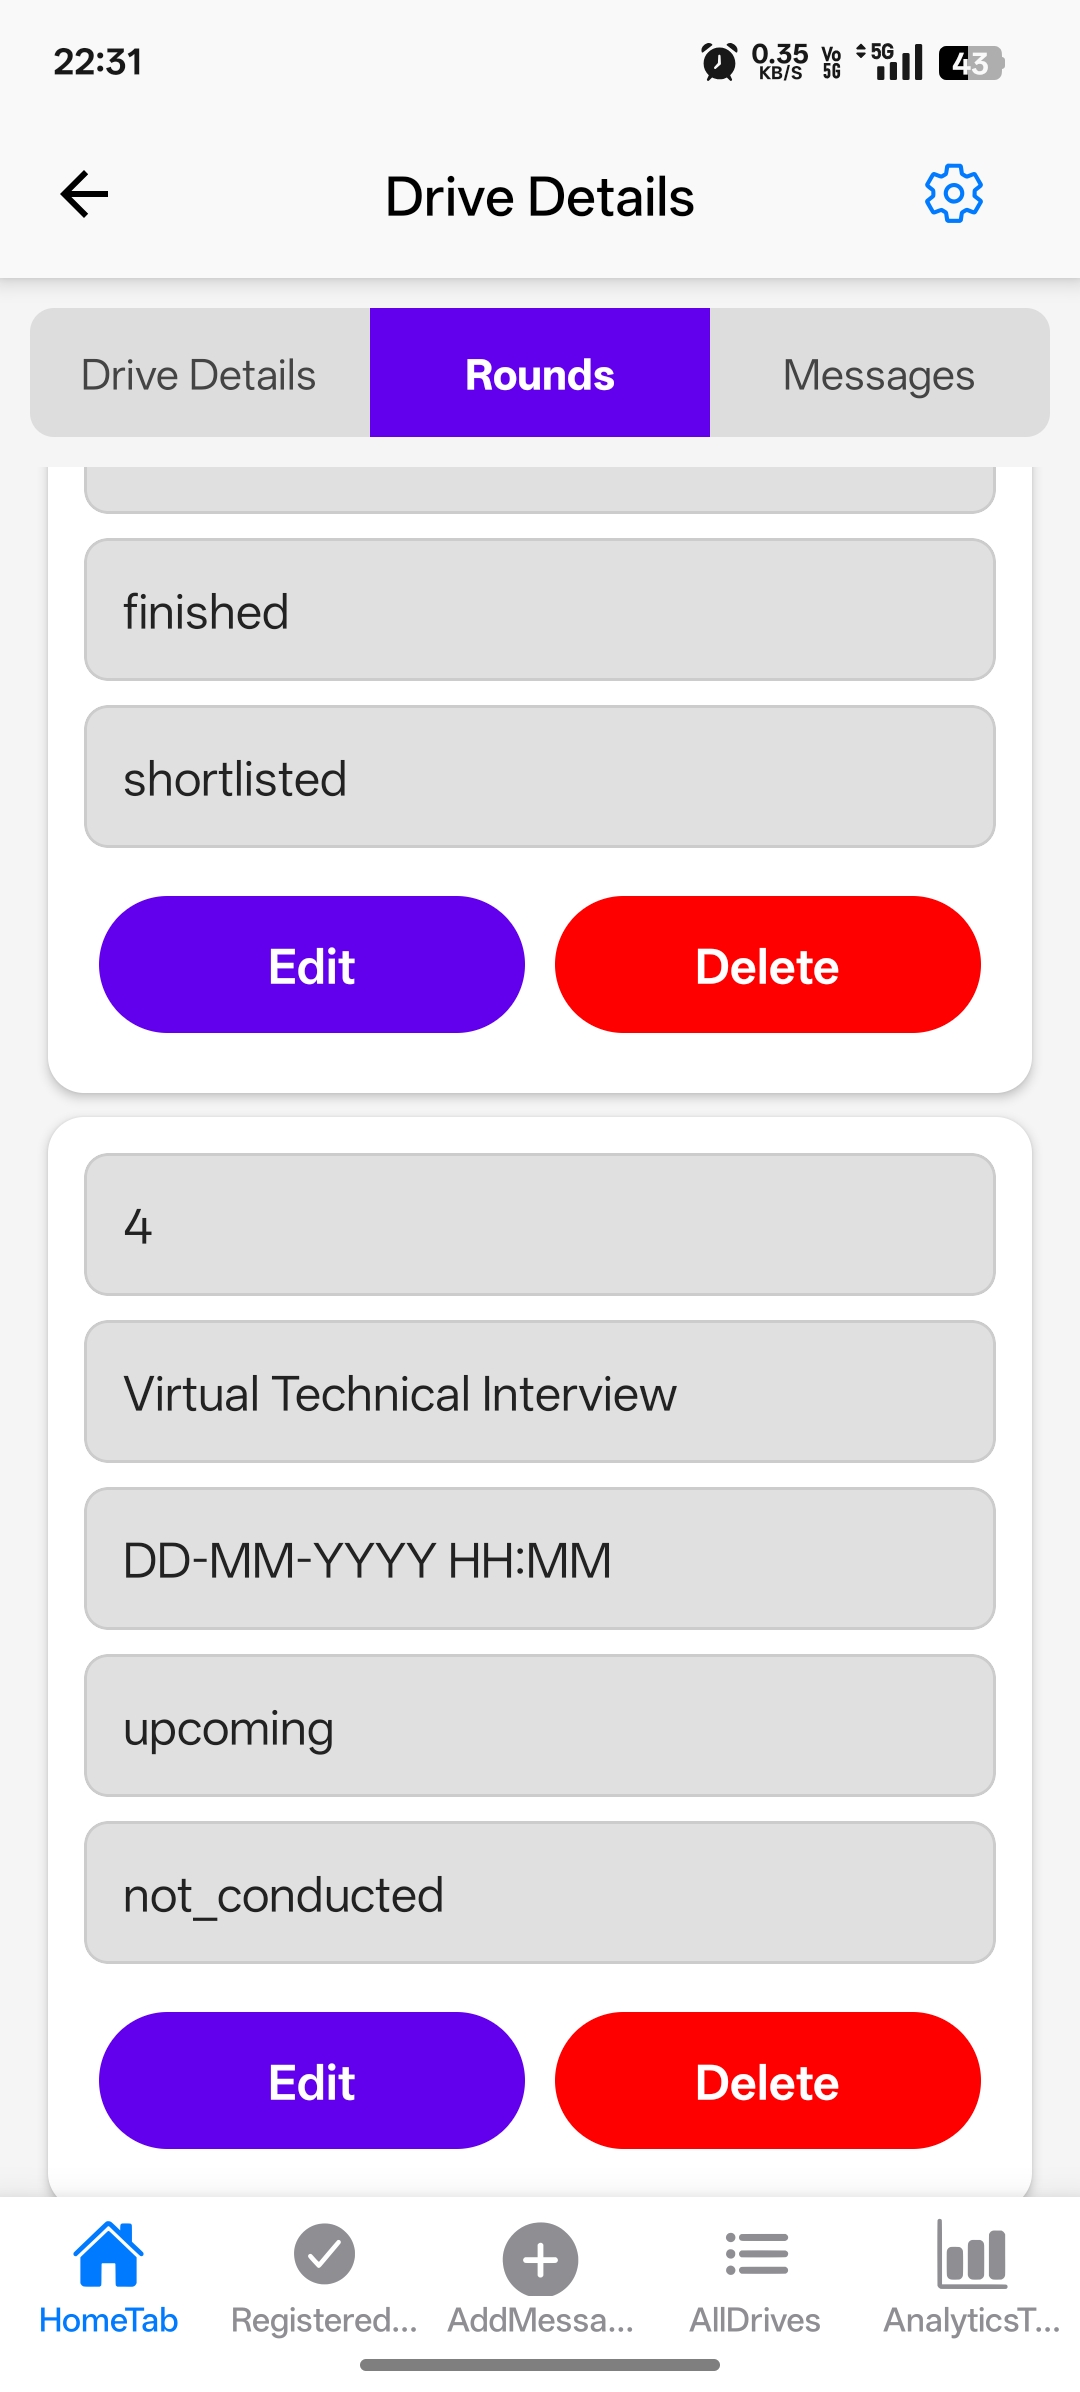 22:31
0.35
KB/S
Vo
5G
5G
43
Drive Details
Drive Details
Rounds
Messages
finished
shortlisted
Edit
Delete
4
Virtual Technical Interview
DD-MM-YYYY HH:MM
upcoming
not_conducted
Edit
Delete
HomeTab
Registered...
AddMessa...
AllDrives
AnalyticsT...